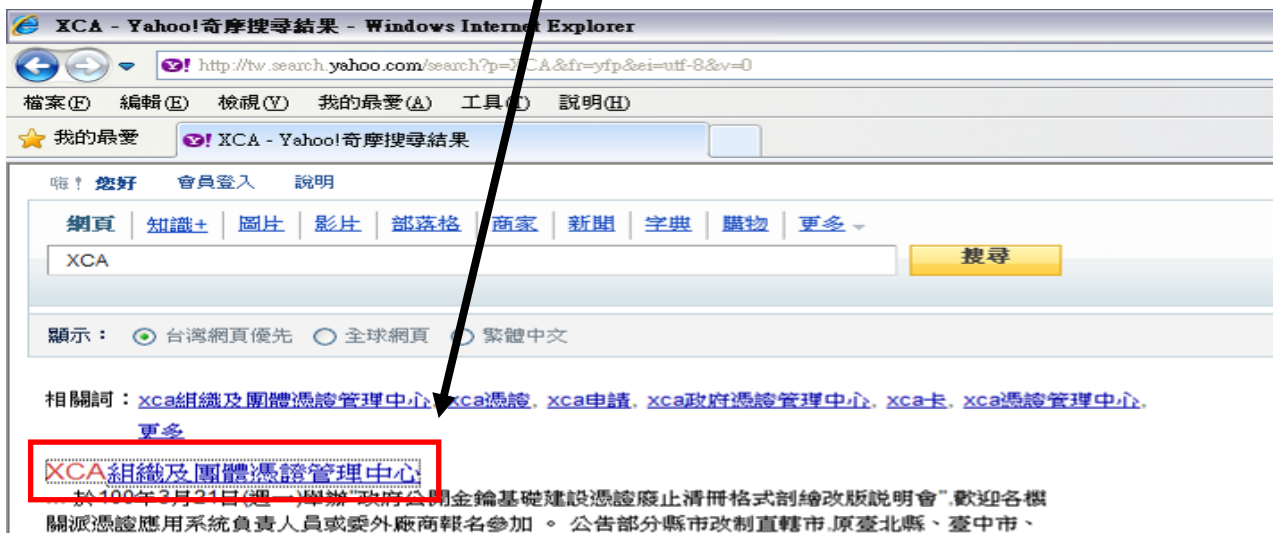 XCA - Yahoo!奇摩搜尋結果 - Windows Internet Explorer
http://tw.search.yahoo.com/search?p=XCA&fr=yfp&ei=utf-8&v=0
檔案(F) 編輯(E) 檢視(V) 我的最愛(A) 工具(T) 說明(H)
我的最愛 XCA - Yahoo!奇摩搜尋結果
嗨! 您好 會員登入 說明
網頁 知識+ 圖片 影片 部落格 商家 新聞 字典 購物 更多
XCA 搜尋
顯示: 台灣網頁優先 全球網頁 繁體中文
相關詞:xca組織及團體憑證管理中心, xca憑證, xca申請, xca政府憑證管理中心, xca卡, xca憑證管理中心,
更多
XCA組織及團體憑證管理中心
... 於100年3月21日(週一)舉辦"政府公開金鑰基礎建設憑證廢止清冊格式剖繪改版說明會",歡迎各機
關派憑證應用系統負責人員或委外廠商報名參加 。 公告部分縣市改制直轄市,原臺北縣、臺中市、